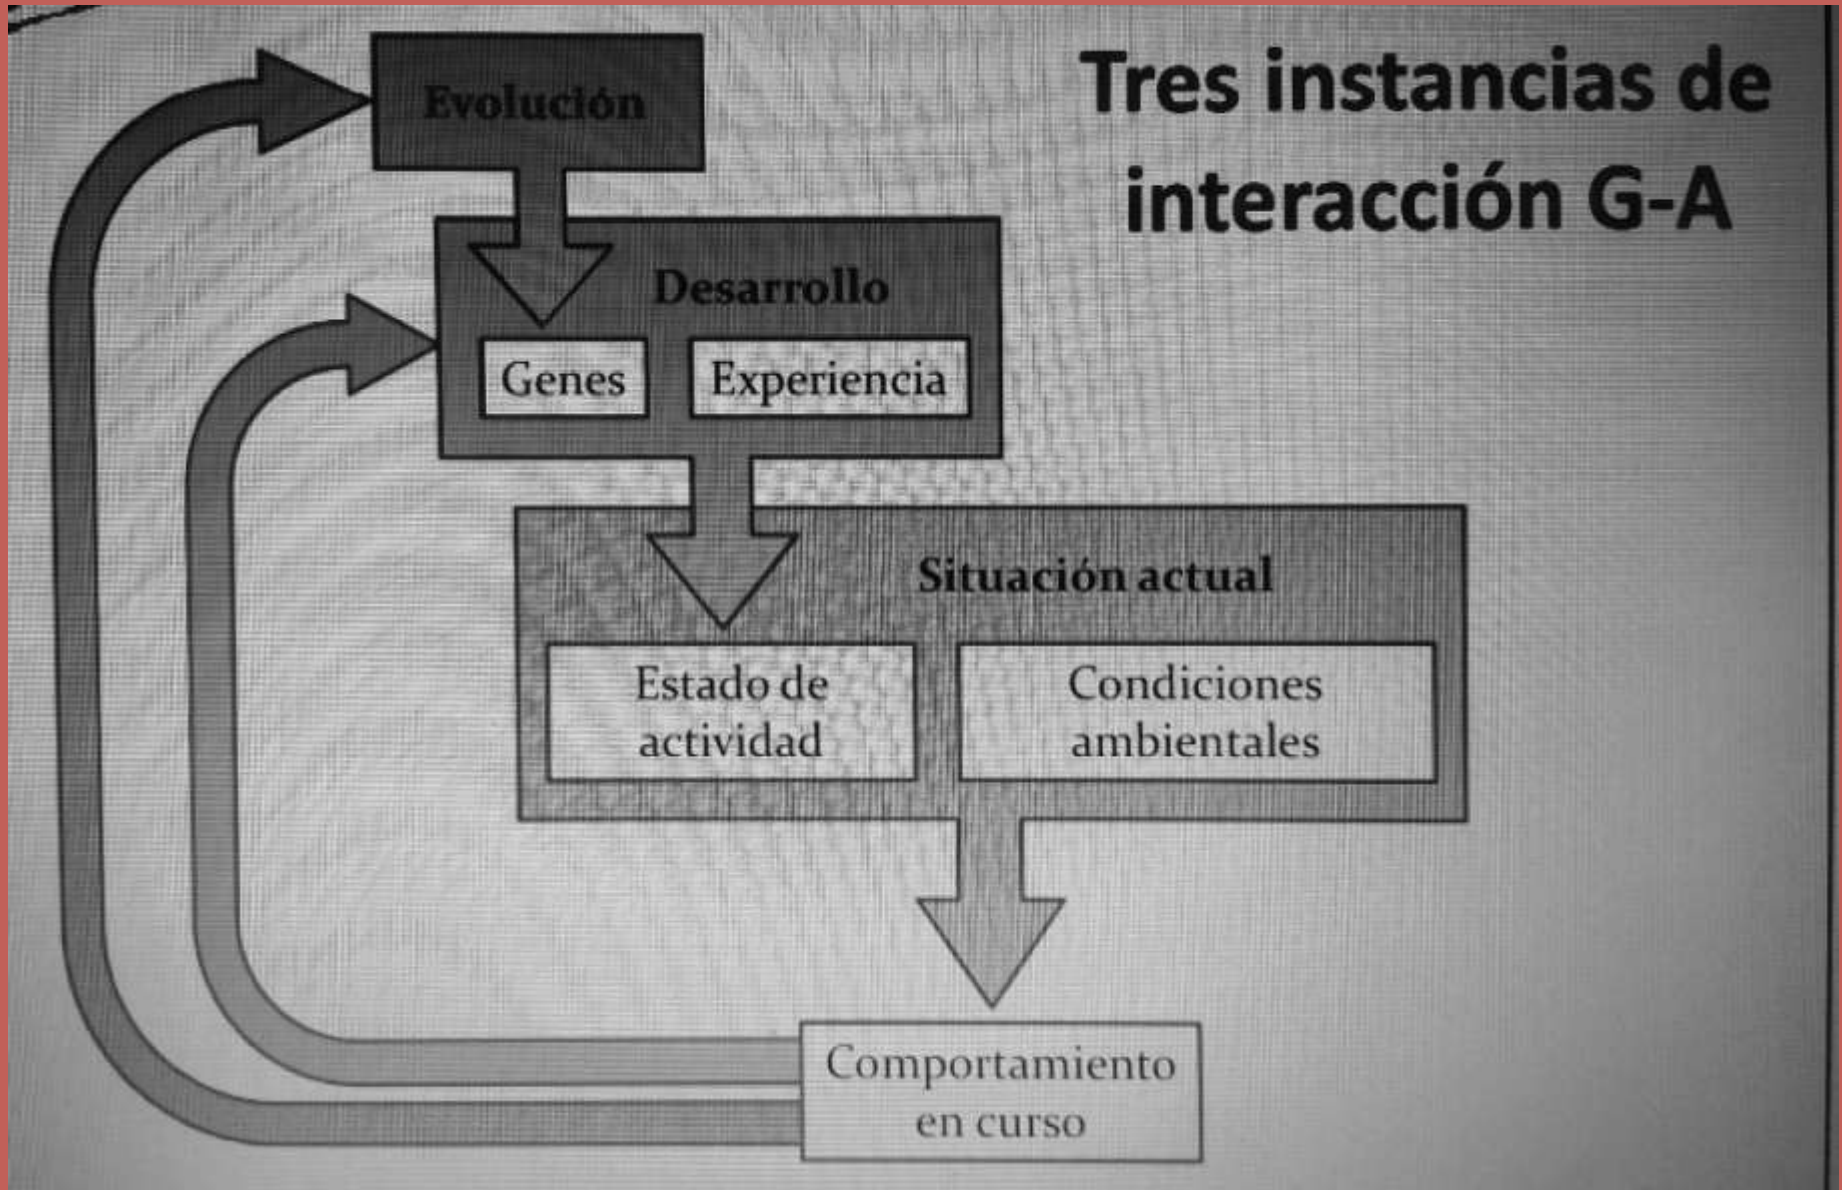 Tres instancias de
interacción G-A
Evolución
Desarrollo
Genes
Experiencia
Situación actual
Estado de
actividad
Condiciones
ambientales
Comportamiento
en curso